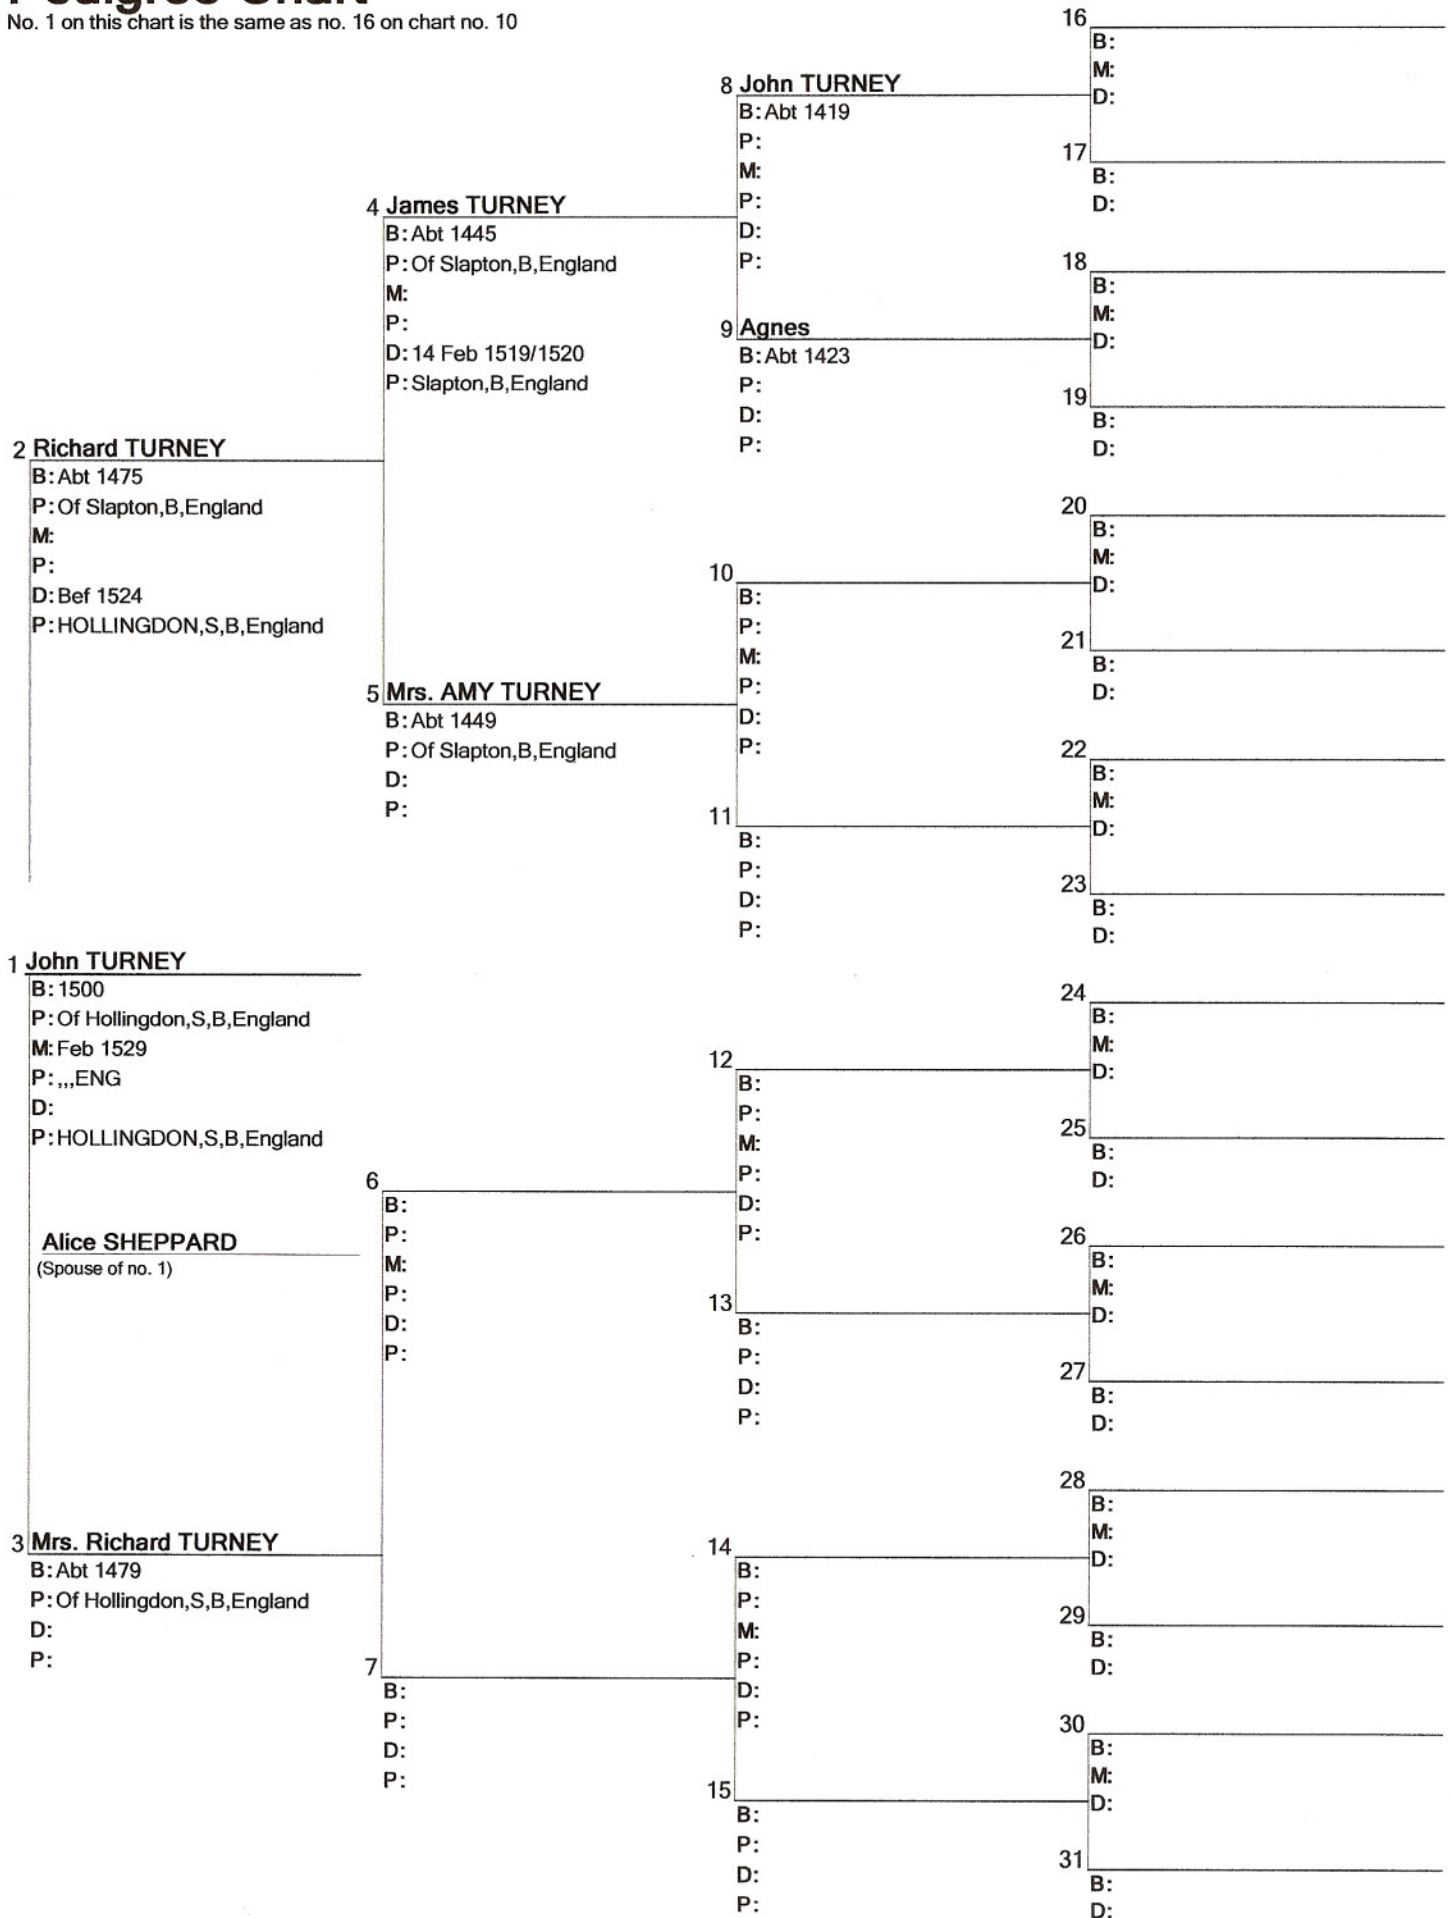 Pedigree Chart
No. 1 on this chart is the same as no. 16 on chart no. 10
2 Richard TURNEY
B: Abt 1475
P: Of Slapton,B,England
M:
P:
D: Bef 1524
P: HOLLINGDON,S,B,England
1 John TURNEY
B: 1500
P: Of Hollingdon,S,B,England
M: Feb 1529
P: ,,,ENG
D:
P: HOLLINGDON,S,B,England
Alice SHEPPARD
(Spouse of no. 1)
3 Mrs. Richard TURNEY
B: Abt 1479
P: Of Hollingdon,S,B,England
D:
P:
4 James TURNEY
B: Abt 1445
P: Of Slapton,B,England
M:
P:
D: 14 Feb 1519/1520
P: Slapton,B,England
5 Mrs. AMY TURNEY
B: Abt 1449
P: Of Slapton,B,England
D:
P:
6
B:
P:
M:
P:
D:
P:
7
B:
P:
D:
P:
8 John TURNEY
B: Abt 1419
P:
M:
P:
D:
P:
9 Agnes
B: Abt 1423
P:
D:
P:
10
B:
P:
M:
P:
D:
P:
11
B:
P:
D:
P:
12
B:
P:
M:
P:
D:
P:
13
B:
P:
D:
P:
14
B:
P:
M:
P:
D:
P:
15
B:
P:
D:
P:
16
B:
M:
D:
17
B:
D:
18
B:
M:
D:
19
B:
D:
20
B:
M:
D:
21
B:
D:
22
B:
M:
D:
23
B:
D:
24
B:
M:
D:
25
B:
D:
26
B:
M:
D:
27
B:
D:
28
B:
M:
D:
29
B:
D:
30
B:
M:
D:
31
B:
D: